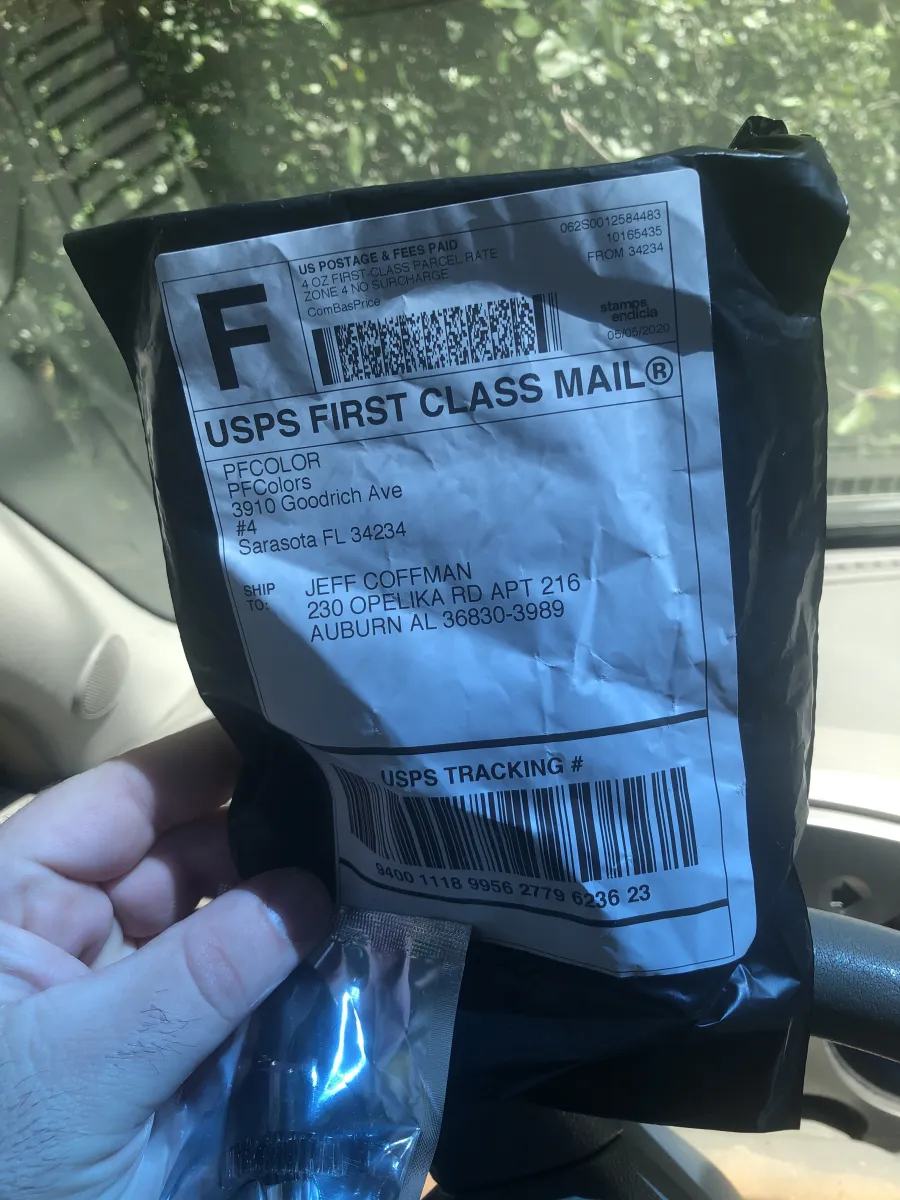 F
US POSTAGE & FEES PAID
4 OZ FIRST-CLASS PARCEL RATE
ZONE 4 NO SURCHARGE
ComBasPrice
062S0012584483
10165435
FROM 34234
stamps
endicia
05/05/2020
USPS FIRST CLASS MAIL®
PFCOLOR
PFColors
3910 Goodrich Ave
#4
Sarasota FL 34234
SHIP
TO:
JEFF COFFMAN
230 OPELIKA RD APT 216
AUBURN AL 36830-3989
USPS TRACKING #
9400 1118 9956 2779 6236 23